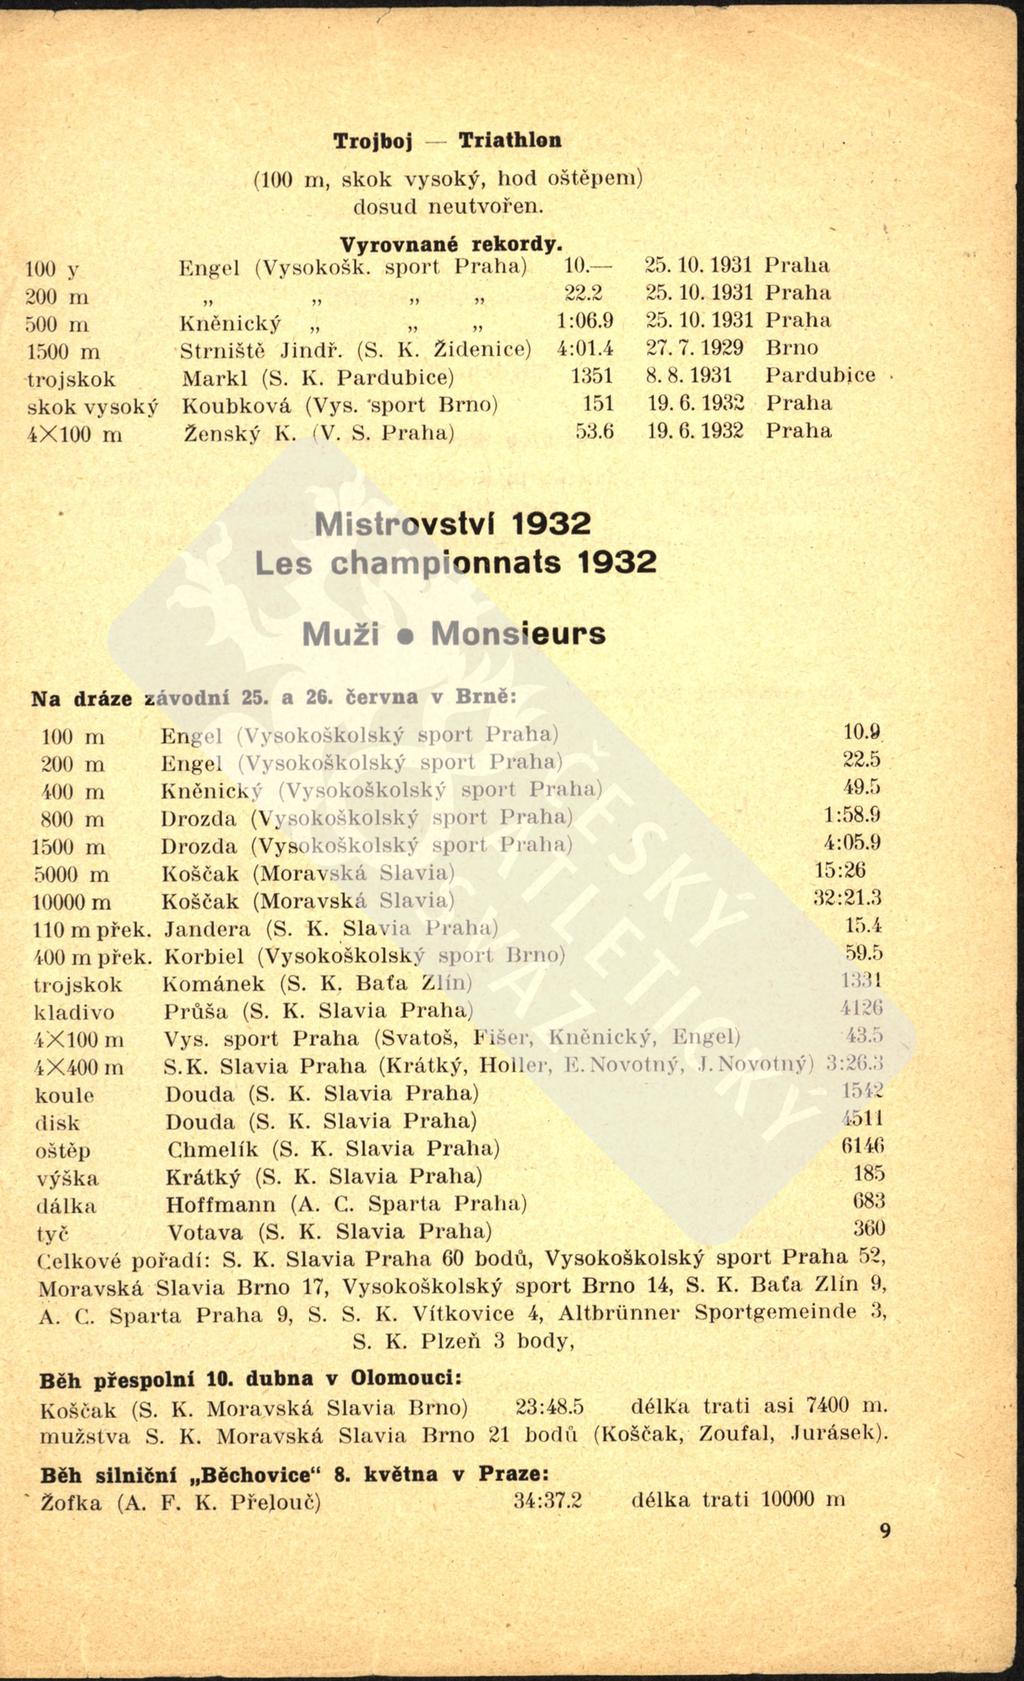 Trojboj — Triathlon
(100 m, skok vysoký, hod oštěpem)
dosud neutvořen.
Vyrovnané rekordy.
100 y Engel (Vysokošk. sport Praha) 10.— 25. 10. 1931 Praha
200 m „ „ „ „ 22.2 25. 10. 1931 Praha
500 m Kněnický „ „ „ 1:06.9 25. 10. 1931 Praha
1500 m Strniště Jindř. (S. K. Židenice) 4:01.4 27. 7. 1929 Brno
trojskok Markl (S. K. Pardubice) 1351 8. 8. 1931 Pardubice
skok vysoký Koubková (Vys. sport Brno) 151 19. 6. 1932 Praha
4X100 m Ženský K. (V. S. Praha) 53.6 19. 6. 1932 Praha
Mistrovství 1932
Les championnats 1932
Muži • Monsieurs
Na dráze závodní 25. a 26. června v Brně:
100 m Engel (Vysokoškolský sport Praha) 10.9
200 m Engel (Vysokoškolský sport Praha) 22.5
400 m Kněnický (Vysokoškolský sport Praha) 49.5
800 m Drozda (Vysokoškolský sport Praha) 1:58.9
1500 m Drozda (Vysokoškolský sport Praha) 4:05.9
5000 m Koščak (Moravská Slavia) 15:26
10000 m Koščak (Moravská Slavia) 32:21.3
110 m přek. Jandera (S. K. Slavia Praha) 15.4
400 m přek. Korbiel (Vysokoškolský sport Brno) 59.5
trojskok Kománek (S. K. Baťa Zlín) 1331
kladivo Průša (S. K. Slavia Praha) 4126
4X100 m Vys. sport Praha (Svatoš, Fišer, Kněnický, Engel) 43.5
4X400 m S. K. Slavia Praha (Krátký, Holler, E. Novotný, J. Novotný) 3:26.3
koule Douda (S. K. Slavia Praha) 1542
disk Douda (S. K. Slavia Praha) 4511
oštěp Chmelík (S. K. Slavia Praha) 6146
výška Krátký (S. K. Slavia Praha) 185
dálka Hoffmann (A. C. Sparta Praha) 683
tyč Votava (S. K. Slavia Praha) 360
Celkové pořadí: S. K. Slavia Praha 60 bodů, Vysokoškolský sport Praha 52,
Moravská Slavia Brno 17, Vysokoškolský sport Brno 14, S. K. Baťa Zlín 9,
A. C. Sparta Praha 9, S. S. K. Vítkovice 4, Altbrünner Sportgemeinde 3,
S. K. Plzeň 3 body,
Běh přespolní 10. dubna v Olomouci:
Koščak (S. K. Moravská Slavia Brno) 23:48.5 délka trati asi 7400 m.
mužstva S. K. Moravská Slavia Brno 21 bodů (Koščak, Zoufal, Jurásek).
Běh silniční „Běchovice“ 8. května v Praze:
Žofka (A. F. K. Přelouč) 34:37.2 délka trati 10000 m
9
ČESKÝ
ATLETICKÝ
SVAZ